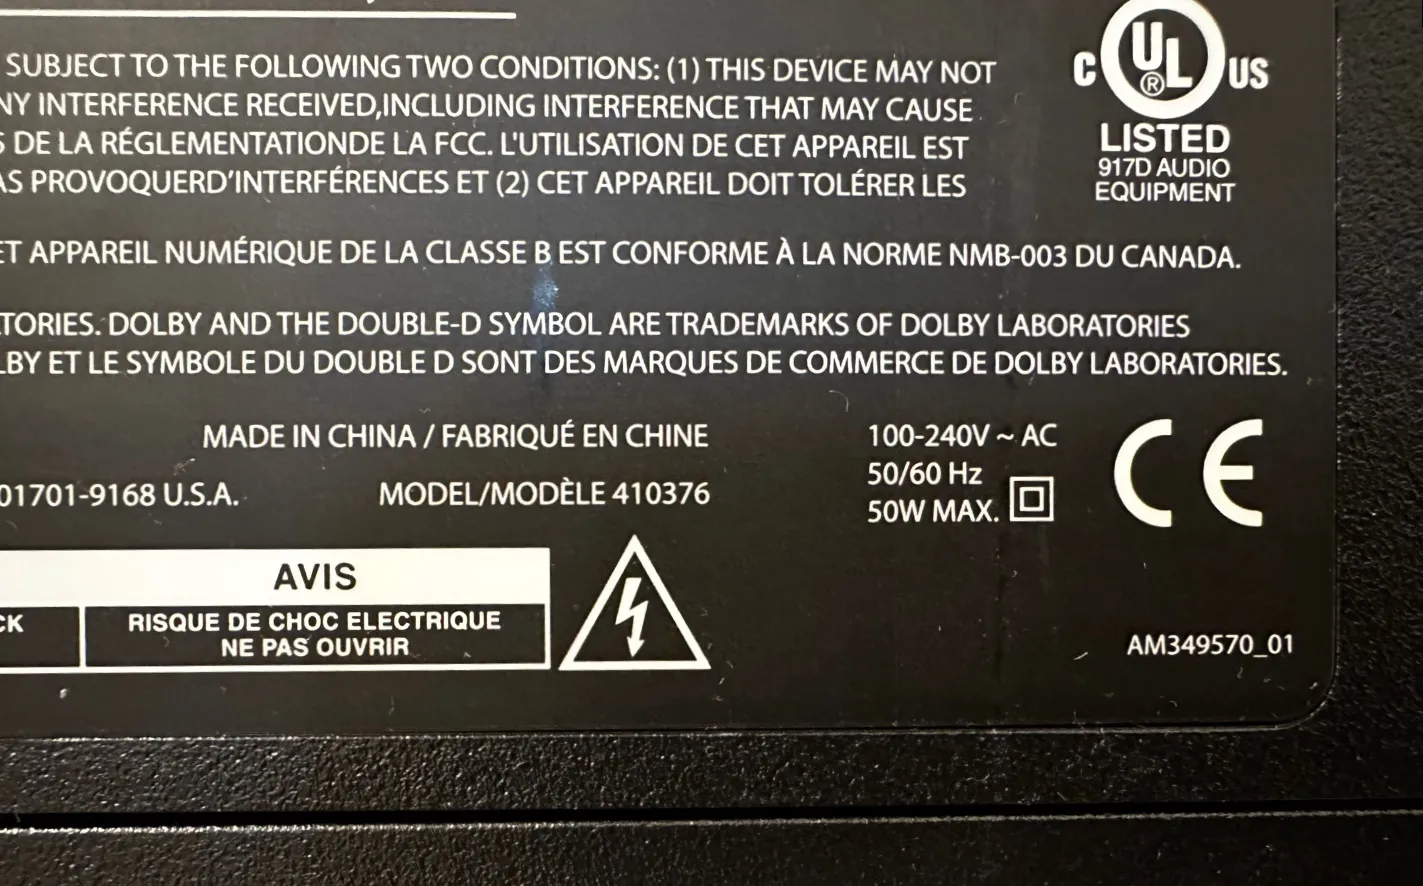 SUBJECT TO THE FOLLOWING TWO CONDITIONS: (1) THIS DEVICE MAY NOT
NY INTERFERENCE RECEIVED,INCLUDING INTERFERENCE THAT MAY CAUSE
S DE LA RÉGLEMENTATIONDE LA FCC. L'UTILISATION DE CET APPAREIL EST
AS PROVOQUERD'INTERFÉRENCES ET (2) CET APPAREIL DOIT TOLÉRER LES
C UL® US
LISTED
917D AUDIO
EQUIPMENT
ET APPAREIL NUMÉRIQUE DE LA CLASSE B EST CONFORME À LA NORME NMB-003 DU CANADA.
TORIES. DOLBY AND THE DOUBLE-D SYMBOL ARE TRADEMARKS OF DOLBY LABORATORIES
LBY ET LE SYMBOLE DU DOUBLE D SONT DES MARQUES DE COMMERCE DE DOLBY LABORATORIES.
MADE IN CHINA / FABRIQUÉ EN CHINE
01701-9168 U.S.A.
MODEL/MODÈLE 410376
100-240V ~ AC
50/60 Hz
50W MAX.
CE
AVIS
CK
RISQUE DE CHOC ELECTRIQUE
NE PAS OUVRIR
AM349570_01